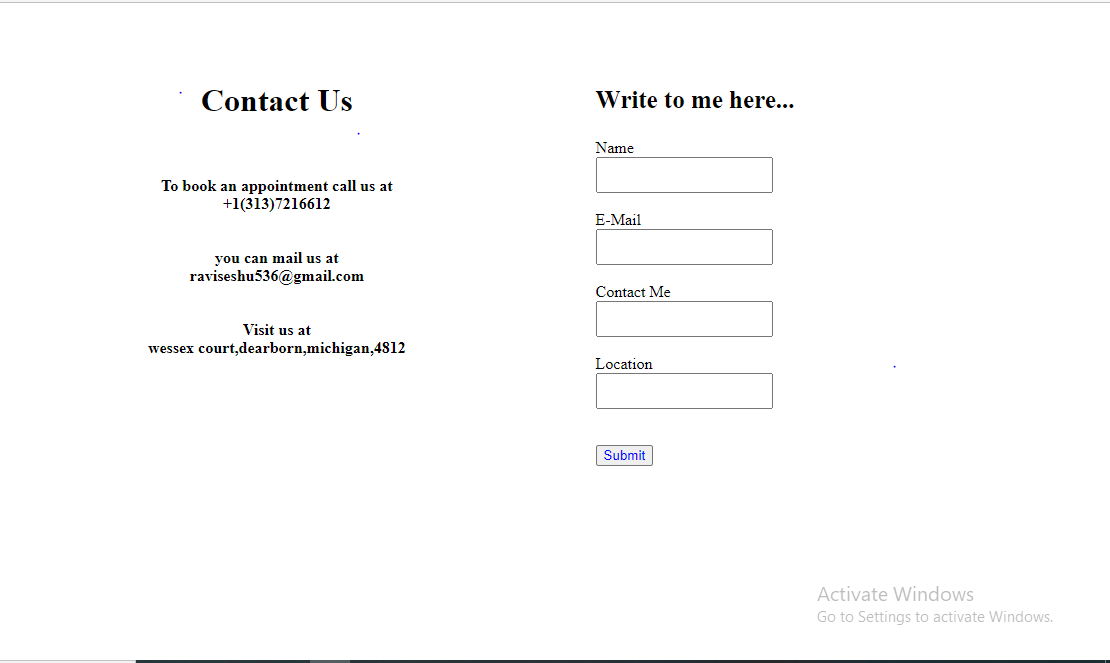 Contact Us
To book an appointment call us at
+1(313)7216612
you can mail us at
raviseshu536@gmail.com
Visit us at
wessex court,dearborn,michigan,4812
Write to me here...
Name
E-Mail
Contact Me
Location
Submit
Activate Windows
Go to Settings to activate Windows.